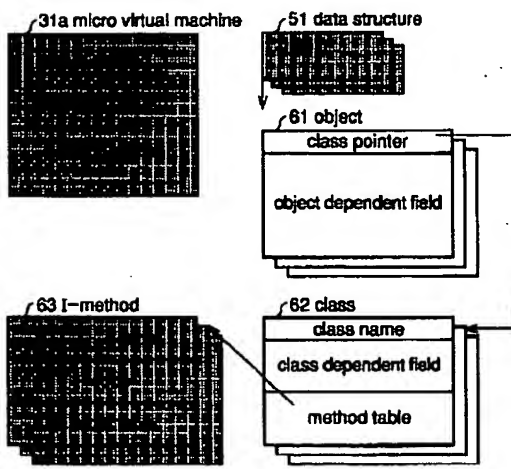 31a micro virtual machine
51 data structure
61 object
class pointer
object dependent field
63 I-method
62 class
class name
class dependent field
method table